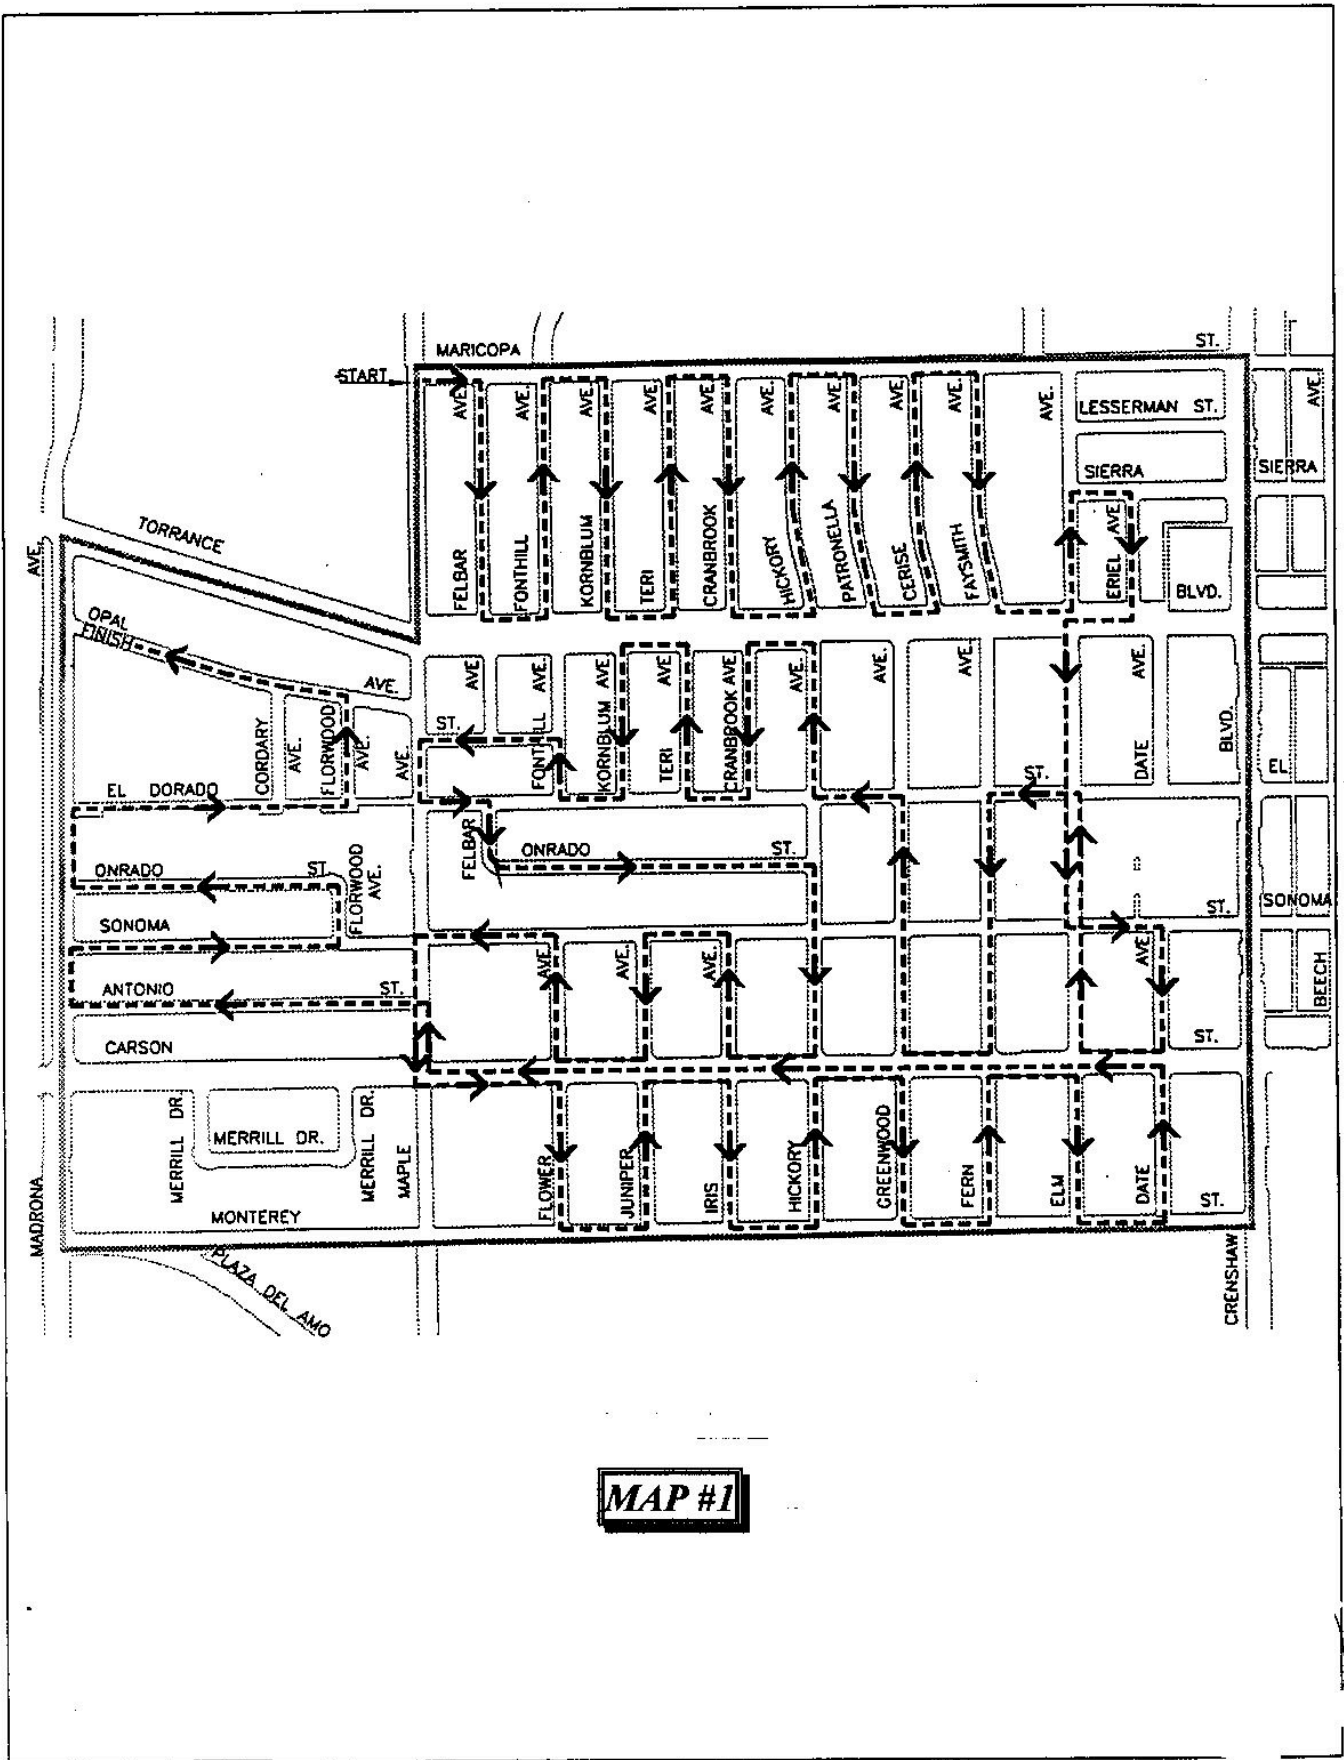 MARICOPA
ST.
START
AVE.
AVE.
AVE.
AVE.
AVE.
AVE.
AVE.
AVE.
AVE.
AVE.
LESSERMAN ST.
AVE.
SIERRA
SIERRA
TORRANCE
AVE.
FELBAR
FONTHILL
KORNBLUM
TERI
CRANBROOK
HICKORY
PATRONELLA
CERISE
FAYSMITH
ERIEL AVE.
BLVD.
OPAL
FINISH
AVE.
AVE
AVE
AVE
AVE
AVE
AVE.
AVE.
AVE.
AVE.
ST.
FONTHILL
KORNBLUM
TERI
CRANBROOK
ST.
DATE
BLVD.
EL
CORDARY
AVE.
FLORWOOD
AVE.
AVE.
EL DORADO
FELBAR
ONRADO
ST.
ONRADO
ST.
FLORWOOD
AVE.
SONOMA
ST.
SONOMA
AVE.
AVE.
AVE.
AVE.
ANTONIO
ST.
BEECH
CARSON
ST.
MERRILL DR.
MERRILL DR.
MERRILL DR.
MAPLE
FLOWER
JUNIPER
IRIS
HICKORY
GREENWOOD
FERN
ELM
DATE
ST.
MADRONA
MONTEREY
PLAZA DEL AMO
CRENSHAW
MAP #1